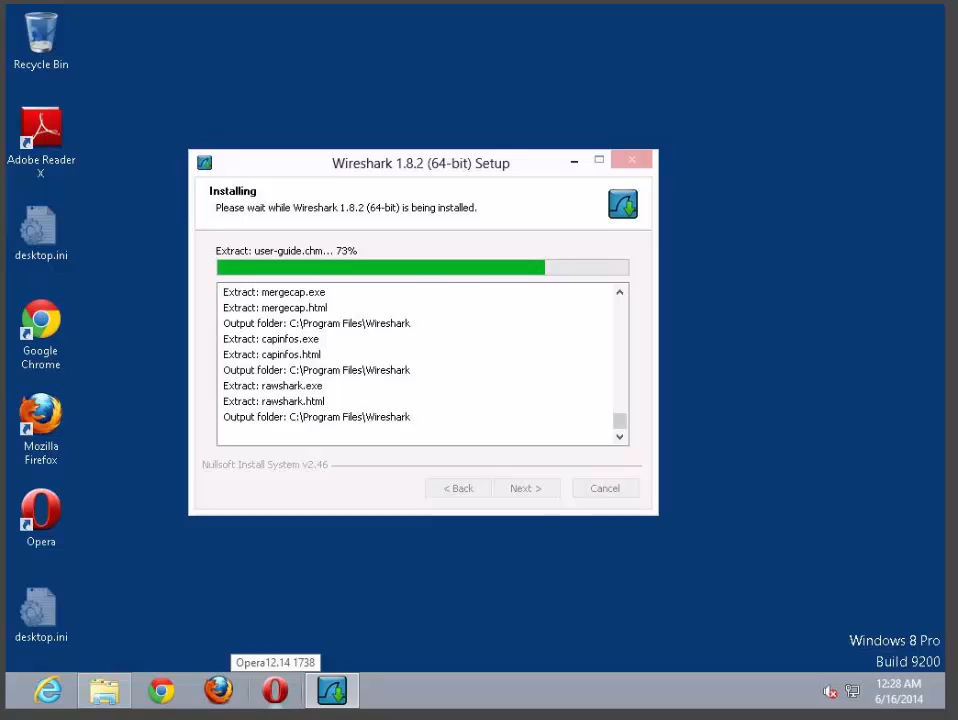 Recycle Bin
Adobe Reader
X
desktop.ini
Google
Chrome
Mozilla
Firefox
Opera
desktop.ini
Wireshark 1.8.2 (64-bit) Setup
Installing
Please wait while Wireshark 1.8.2 (64-bit) is being installed.
Extract: user-guide.chm... 73%
Extract: mergecap.exe
Extract: mergecap.html
Output folder: C:\Program Files\Wireshark
Extract: capinfos.exe
Extract: capinfos.html
Output folder: C:\Program Files\Wireshark
Extract: rawshark.exe
Extract: rawshark.html
Output folder: C:\Program Files\Wireshark
Nullsoft Install System v2.46
< Back
Next >
Cancel
Windows 8 Pro
Build 9200
Opera12.14 1738
12:28 AM
6/16/2014